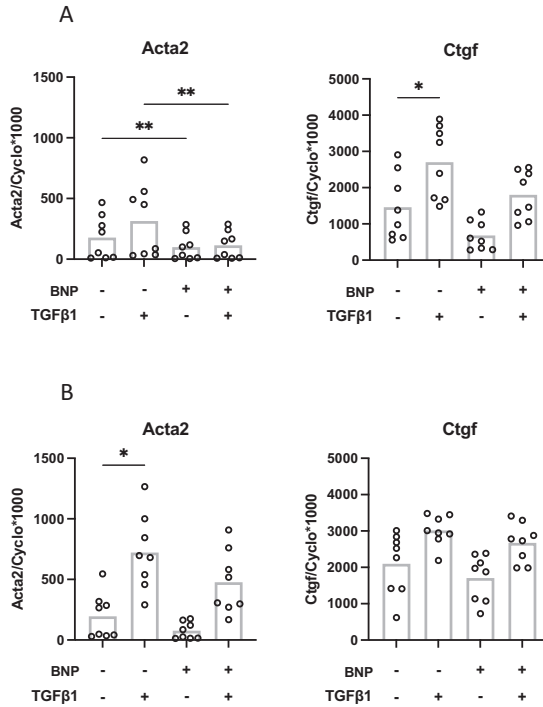 A
Acta2
Ctgf
Acta2/Cyclo*1000
1500
1000
500
0
**
**
BNP - - + +
TGFβ1 - + - +
Ctgf/Cyclo*1000
5000
4000
3000
2000
1000
0
*
BNP - - + +
TGFβ1 - + - +
B
Acta2
Ctgf
Acta2/Cyclo*1000
1500
1000
500
0
*
BNP - - + +
TGFβ1 - + - +
Ctgf/Cyclo*1000
5000
4000
3000
2000
1000
0
BNP - - + +
TGFβ1 - + - +